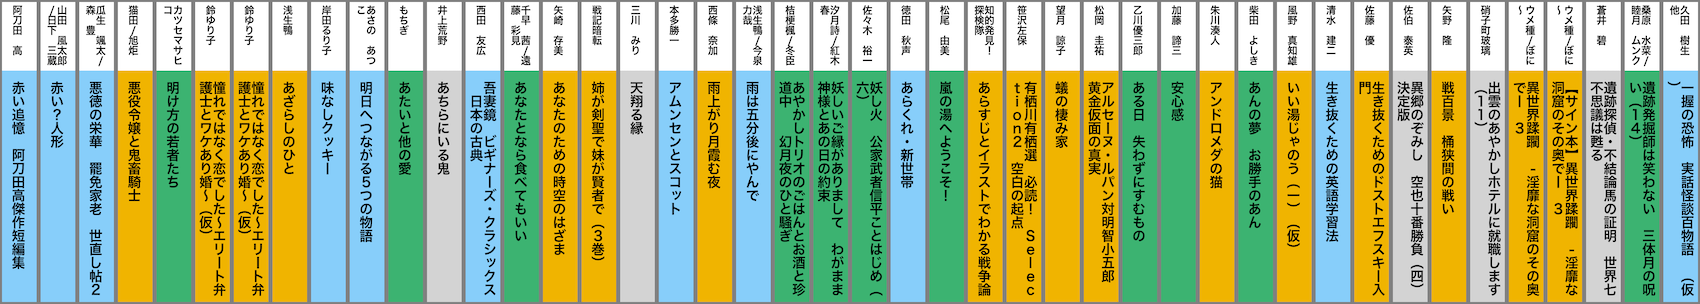 阿刀田　高
赤い追憶　阿刀田高傑作短編集
山田　風太郎
/日下　三蔵
赤い？人形
瓜生　颯太/
森　豊
悪徳の栄華　罷免家老　世直し帖２
猫田/旭炬
悪役令嬢と鬼畜騎士
カツセマサヒ
コ
明け方の若者たち
鈴ゆり子
憧れではなく恋でした～エリート弁
護士とワケあり婚～（仮）
鈴ゆり子
憧れではなく恋でした～エリート弁
護士とワケあり婚～（仮）
浅生鴨
あざらしのひと
岸田るり子
味なしクッキー
あさの　あつ
こ
明日へつながる５つの物語
もちぎ
あたいと他の愛
井上荒野
あちらにいる鬼
西田　友広
吾妻鏡　ビギナーズ・クラシックス
日本の古典
千早　茜/遠
藤　彩見
あなたとなら食べてもいい
矢崎　存美
あなたのための時空のはざま
戦記暗転
姉が剣聖で妹が賢者で（３巻）
三川　みり
天翔る縁
本多勝一
アムンセンとスコット
西條　奈加
雨上がり月霞む夜
浅生鴨/今泉
力哉
雨は五分後にやんで
桔梗楓/冬臣
あやかしトリオのごはんとお酒と珍
道中　幻月夜のひと騒ぎ
汐月詩/紅木
春
妖しいご縁がありまして　わがまま
神様とあの日の約束
佐々木　裕一
妖し火　公家武者信平ことはじめ（
六）
徳田　秋声
あらくれ・新世帯
松尾　由美
嵐の湯へようこそ！
知的発見！
探検隊
あらすじとイラストでわかる戦争論
笹沢左保
有栖川有栖選　必読！　Ｓｅｌｅｃ
ｔｉｏｎ２　空白の起点
望月　諒子
蟻の棲み家
松岡　圭祐
アルセーヌ・ルパン対明智小五郎
黄金仮面の真実
乙川優三郎
ある日　失わずにすむもの
加藤　諦三
安心感
朱川湊人
アンドロメダの猫
柴田　よしき
あんの夢　お勝手のあん
風野　真知雄
いい湯じゃのう（一）（仮）
清水　建二
生き抜くための英語学習法
佐藤　優
生き抜くためのドストエフスキー入
門
佐伯　泰英
異郷のぞみし　空也十番勝負（四）
決定版
矢野　隆
戦百景　桶狭間の戦い
硝子町玻璃
出雲のあやかしホテルに就職します
（１１）
ウメ種/ぼに
～
異世界蹂躙　-淫靡な洞窟のその奥
でー　３
ウメ種/ぼに
～
【サイン本】異世界蹂躙　-淫靡な
洞窟のその奥でー　３
蒼井　碧
遺跡探偵・不結論馬の証明　世界七
不思議は甦る
桑原　水菜/
睦月　ムンク
遺跡発掘師は笑わない　三体月の呪
い（１４）
久田　樹生
他
一握の恐怖　実話怪談百物語　（仮
）